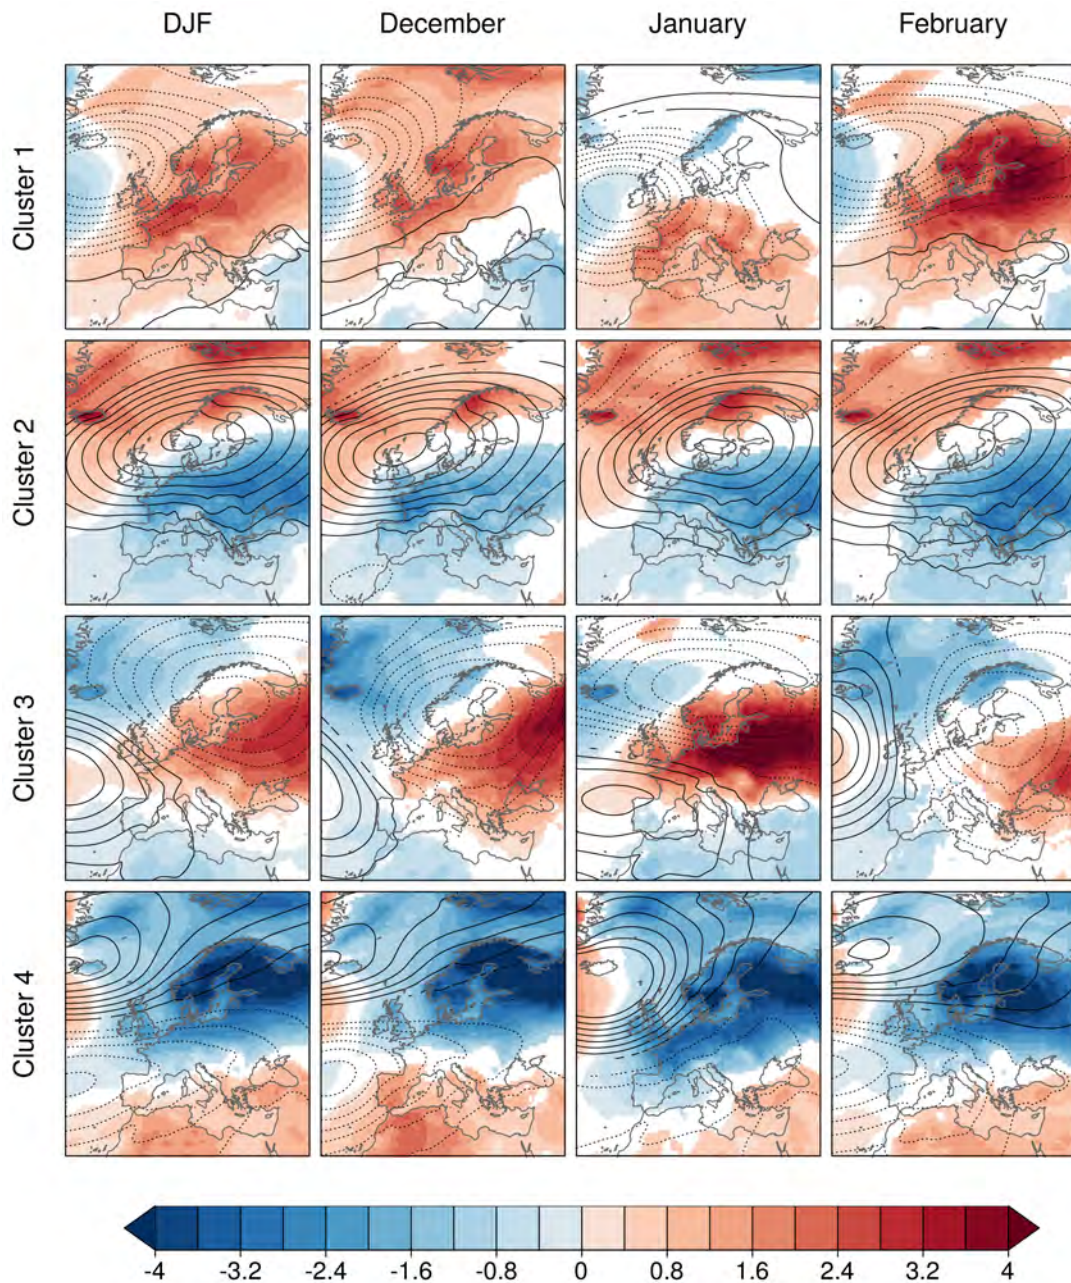 DJF December January February
Cluster 1
Cluster 2
Cluster 3
Cluster 4
-4 -3.2 -2.4 -1.6 -0.8 0 0.8 1.6 2.4 3.2 4